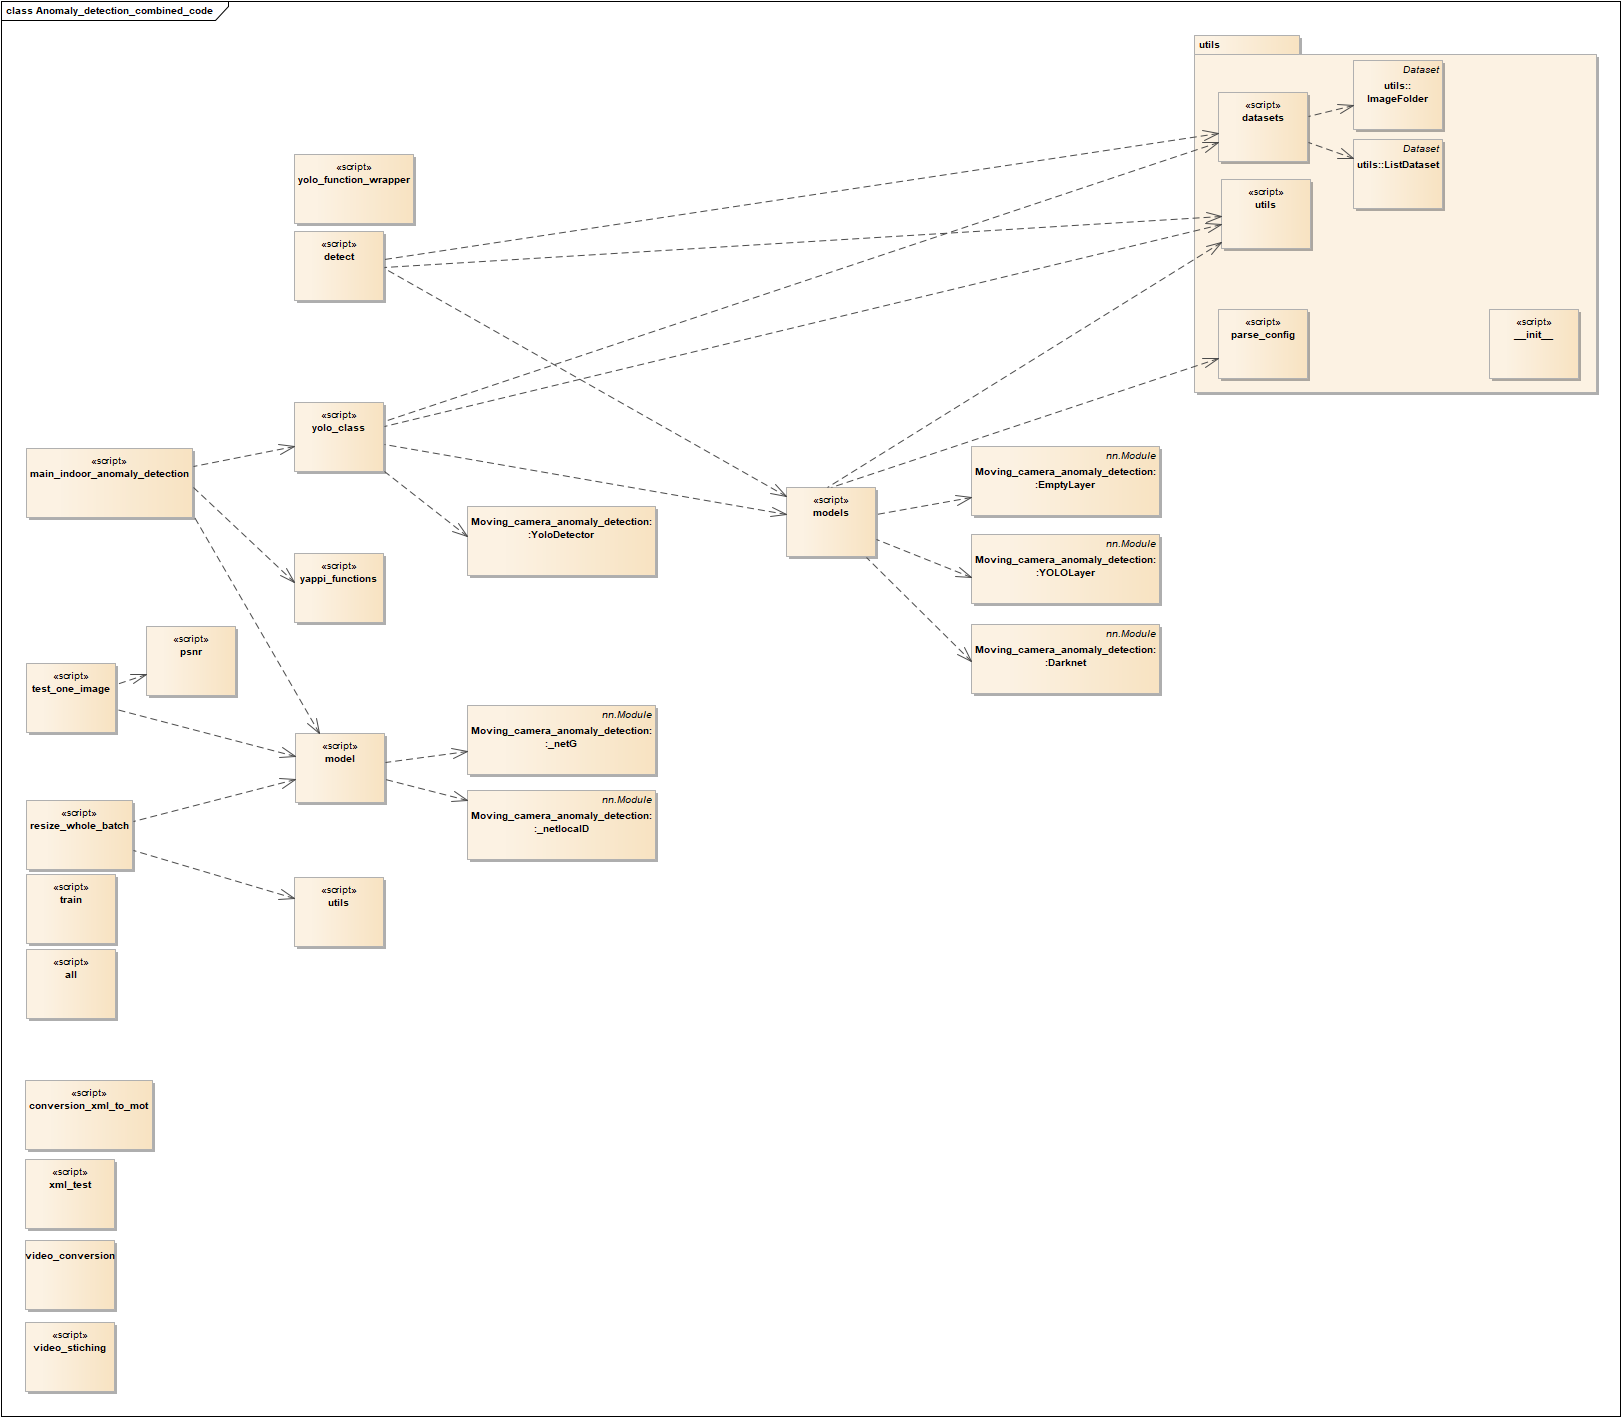 class Anomaly_detection_combined_code
utils
Dataset
utils::
ImageFolder
«script»
datasets
Dataset
utils::ListDataset
«script»
yolo_function_wrapper
«script»
utils
«script»
detect
«script»
parse_config
«script»
__init__
«script»
yolo_class
«script»
main_indoor_anomaly_detection
nn.Module
Moving_camera_anomaly_detection:
:EmptyLayer
«script»
models
Moving_camera_anomaly_detection:
:YoloDetector
nn.Module
Moving_camera_anomaly_detection:
:YOLOLayer
«script»
yappi_functions
nn.Module
Moving_camera_anomaly_detection:
:Darknet
«script»
psnr
«script»
test_one_image
nn.Module
Moving_camera_anomaly_detection:
:_netG
«script»
model
nn.Module
Moving_camera_anomaly_detection:
:_netlocalD
«script»
resize_whole_batch
«script»
train
«script»
utils
«script»
all
«script»
conversion_xml_to_mot
«script»
xml_test
video_conversion
«script»
video_stiching